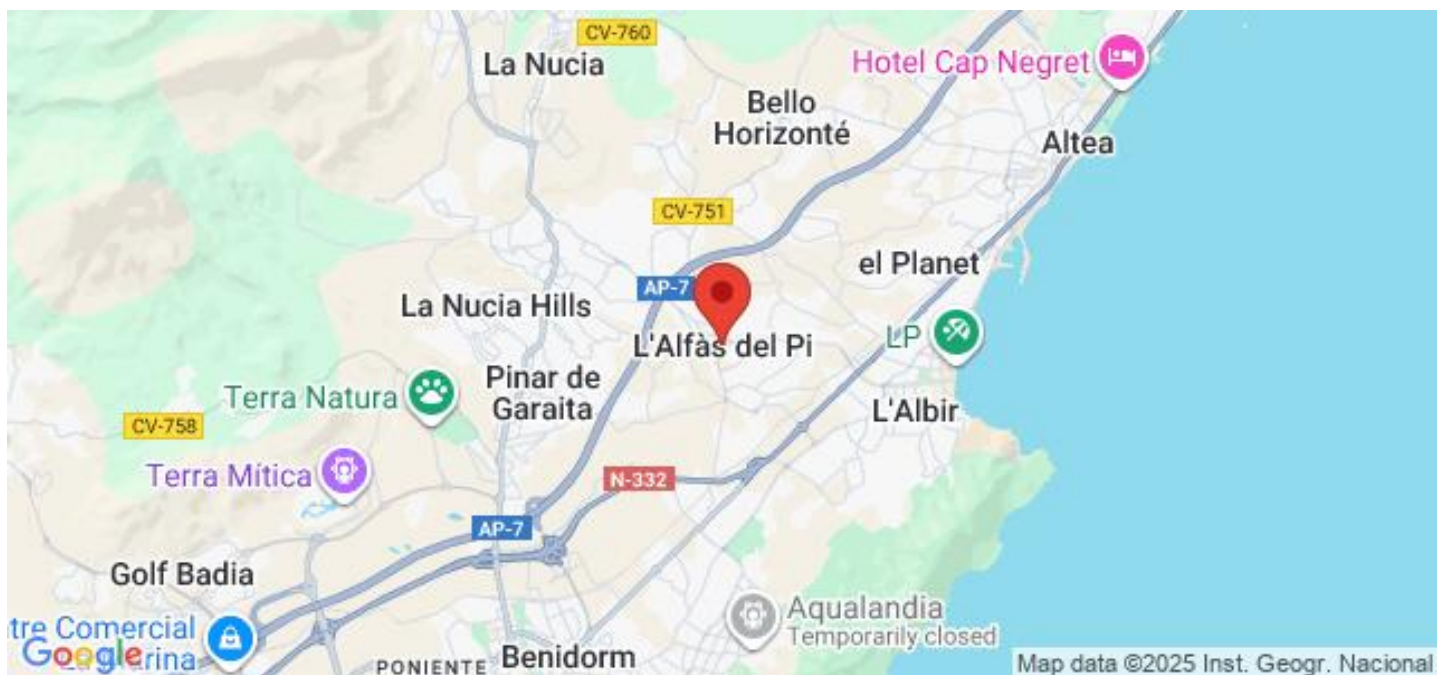 CV-760
La Nucia
Hotel Cap Negret
Bello
Horizonté
Altea
CV-751
el Planet
AP-7
La Nucia Hills
L'Alfàs del Pi
LP
Pinar de
Garaita
Terra Natura
L'Albir
CV-758
Terra Mítica
N-332
AP-7
Golf Badia
Aqualandia
Temporarily closed
tre Comercial
Google
PONIENTE
Benidorm
Map data ©2025 Inst. Geogr. Nacional